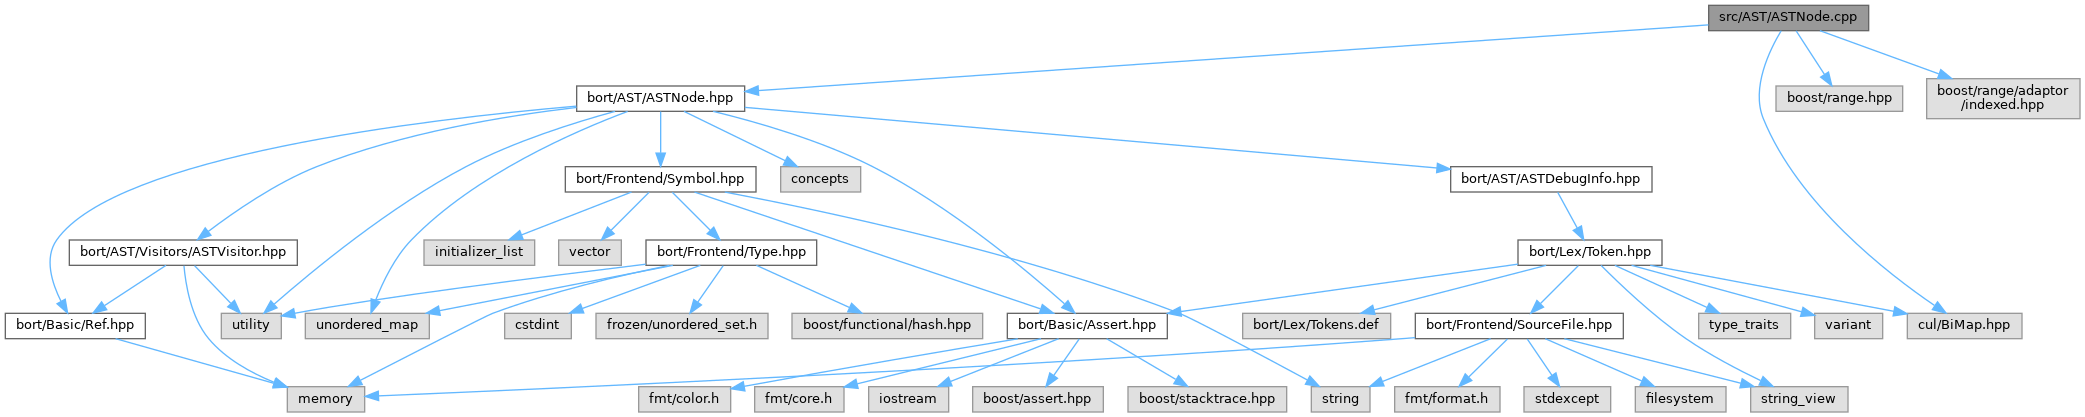 src/AST/ASTNode.cpp
bort/AST/ASTNode.hpp
boost/range.hpp
boost/range/adaptor
/indexed.hpp
bort/Frontend/Symbol.hpp
concepts
bort/AST/ASTDebugInfo.hpp
bort/AST/Visitors/ASTVisitor.hpp
initializer_list
vector
bort/Frontend/Type.hpp
bort/Lex/Token.hpp
bort/Basic/Ref.hpp
utility
unordered_map
cstdint
frozen/unordered_set.h
boost/functional/hash.hpp
bort/Basic/Assert.hpp
bort/Lex/Tokens.def
bort/Frontend/SourceFile.hpp
type_traits
variant
cul/BiMap.hpp
memory
fmt/color.h
fmt/core.h
iostream
boost/assert.hpp
boost/stacktrace.hpp
string
fmt/format.h
stdexcept
filesystem
string_view